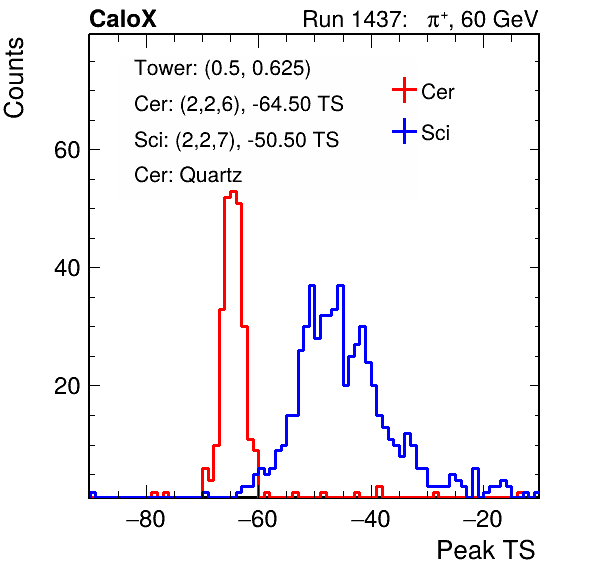 CaloX Run 1437: π⁺, 60 GeV
Counts
Tower: (0.5, 0.625)
Cer: (2,2,6), -64.50 TS
Sci: (2,2,7), -50.50 TS
Cer: Quartz
Cer
Sci
60
40
20
−80 −60 −40 −20
Peak TS